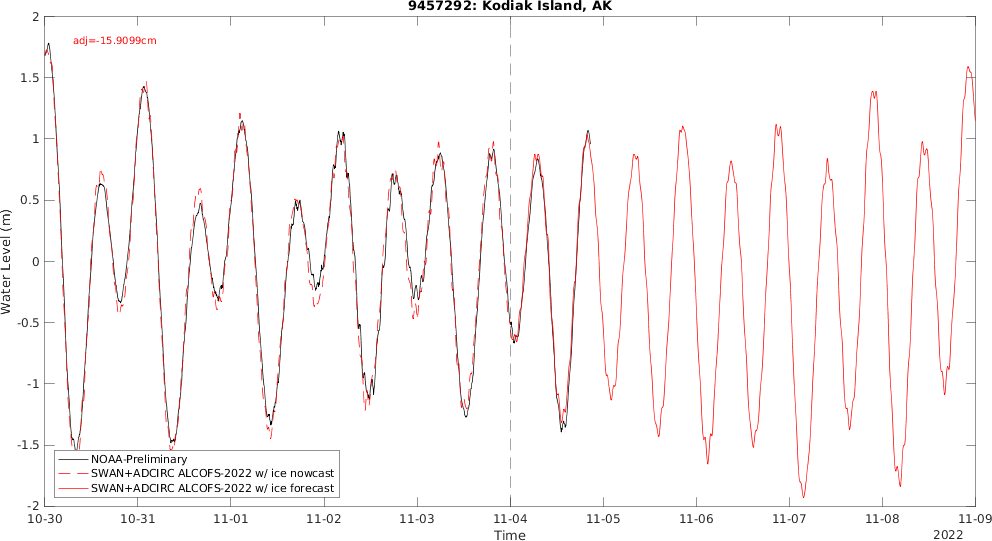 9457292: Kodiak Island, AK
adj=-15.9099cm
2
1.5
1
0.5
0
-0.5
-1
-1.5
-2
Water Level (m)
NOAA-Preliminary
SWAN+ADCIRC ALCOFS-2022 w/ ice nowcast
SWAN+ADCIRC ALCOFS-2022 w/ ice forecast
10-30 10-31 11-01 11-02 11-03 11-04 11-05 11-06 11-07 11-08 11-09
Time
2022